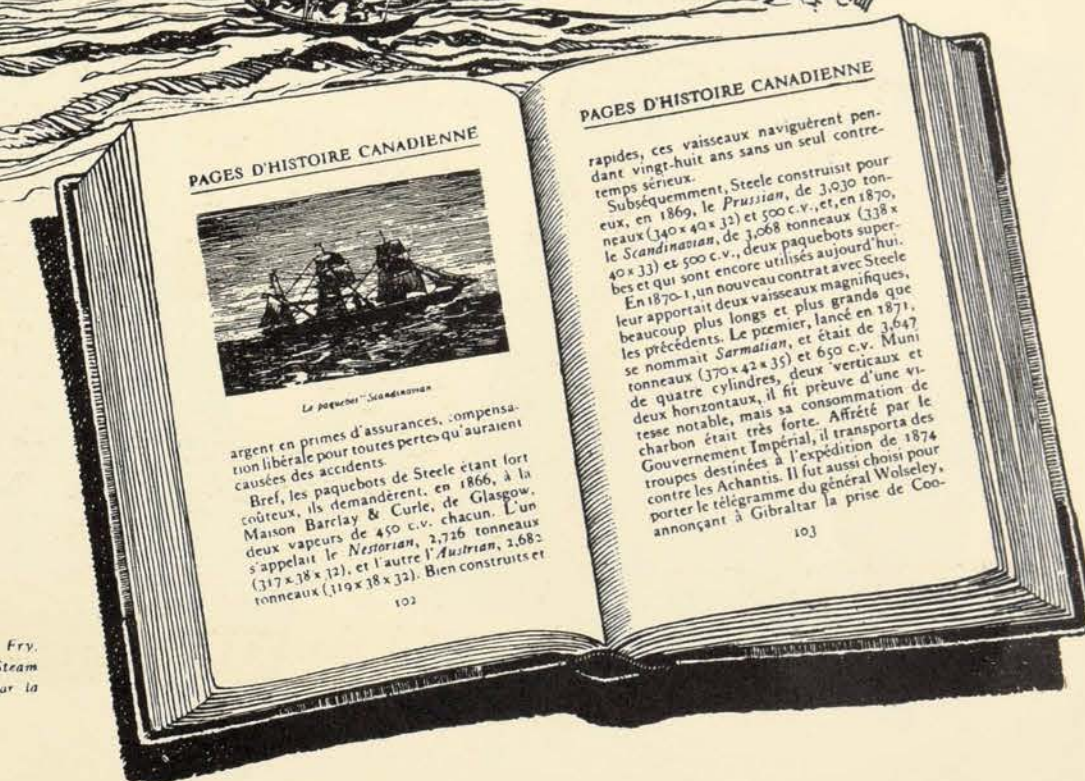 PAGES D'HISTOIRE CANADIENNE
Le paquebot "Scandinavian
argent en primes d'assurances, compensa-
tion libérale pour toutes pertes qu'auraient
causées des accidents.
Bref, les paquebots de Steele étant fort
coûteux, ils demandèrent, en 1866, à la
Maison Barclay & Curle, de Glasgow,
deux vapeurs de 450 c.v. chacun. L'un
s'appelait le Nestorian, 2,726 tonneaux
(317 x 38 x 32), et l'autre l'Austrian, 2,682
tonneaux (319 x 38 x 32). Bien construits et
102
PAGES D'HISTOIRE CANADIENNE
rapides, ces vaisseaux naviguèrent pen-
dant vingt-huit ans sans un seul contre-
temps sérieux.
Subséquemment, Steele construisit pour
eux, en 1869, le Prussian, de 3,030 ton-
neaux (340 x 40 x 32) et 500 c.v., et, en 1870,
le Scandinavian, de 3,068 tonneaux (338 x
40 x 33) et 500 c.v., deux paquebots super-
bes et qui sont encore utilisés aujourd'hui.
En 1870-1, un nouveau contrat avec Steele
leur apportait deux vaisseaux magnifiques,
beaucoup plus longs et plus grands que
les précédents. Le premier, lancé en 1871,
se nommait Sarmatian, et était de 3,647
tonneaux (370 x 42 x 35) et 650 c.v. Muni
de quatre cylindres, deux verticaux et
deux horizontaux, il fit preuve d'une vi-
tesse notable, mais sa consommation de
charbon était très forte. Affrété par le
Gouvernement Impérial, il transporta des
troupes destinées à l'expédition de 1874
contre les Achantis. Il fut aussi choisi pour
porter le télégramme du général Wolseley,
annonçant à Gibraltar la prise de Coo-
103
Fry.
Steam
ar la